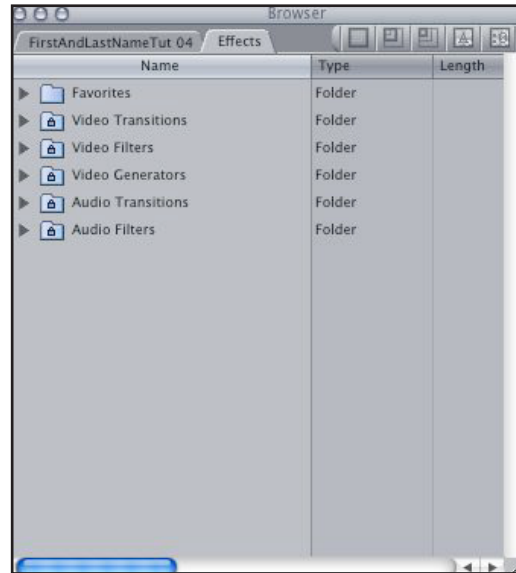 Browser
FirstAndLastNameTut 04 Effects
Name Type Length
Favorites Folder
Video Transitions Folder
Video Filters Folder
Video Generators Folder
Audio Transitions Folder
Audio Filters Folder